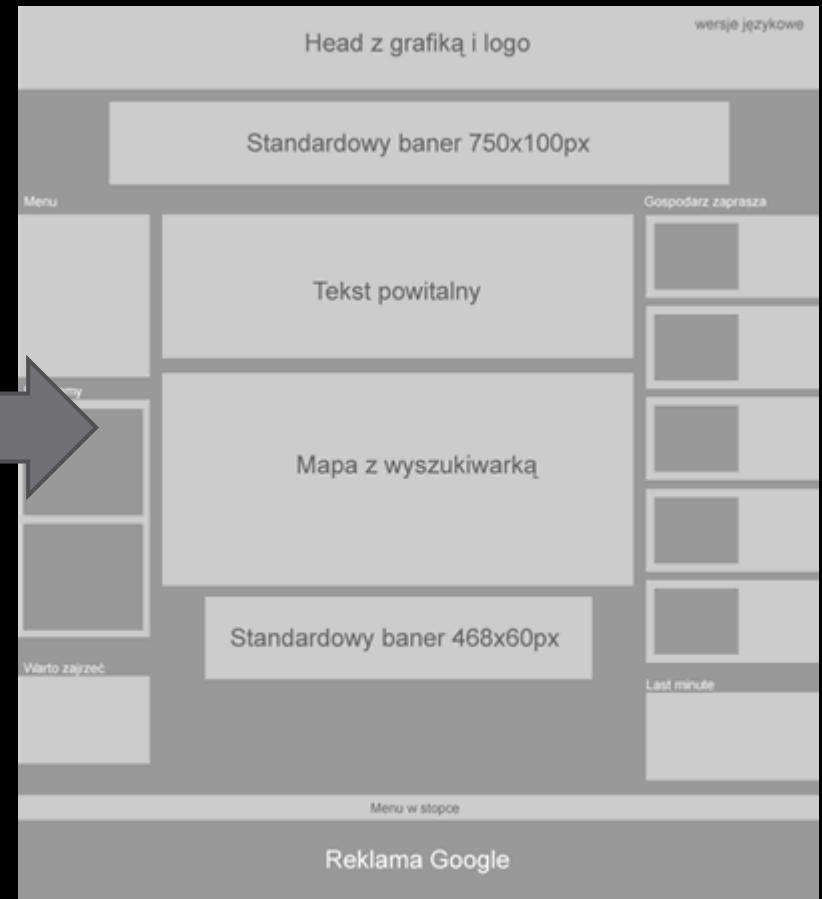 Head z grafiką i logo
wersje językowe
Standardowy baner 750x100px
Menu
Gospodarz zaprasza
Tekst powitalny
Mapa z wyszukiwarką
Standardowy baner 468x60px
Warto zajrzeć
Last minute
Menu w stopce
Reklama Google